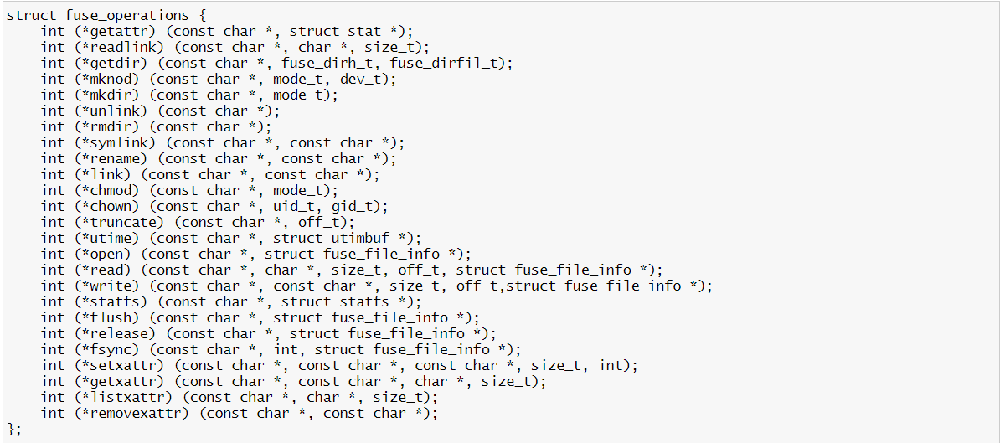 struct fuse_operations {
    int (*getattr) (const char *, struct stat *);
    int (*readlink) (const char *, char *, size_t);
    int (*getdir) (const char *, fuse_dirh_t, fuse_dirfil_t);
    int (*mknod) (const char *, mode_t, dev_t);
    int (*mkdir) (const char *, mode_t);
    int (*unlink) (const char *);
    int (*rmdir) (const char *);
    int (*symlink) (const char *, const char *);
    int (*rename) (const char *, const char *);
    int (*link) (const char *, const char *);
    int (*chmod) (const char *, mode_t);
    int (*chown) (const char *, uid_t, gid_t);
    int (*truncate) (const char *, off_t);
    int (*utime) (const char *, struct utimbuf *);
    int (*open) (const char *, struct fuse_file_info *);
    int (*read) (const char *, char *, size_t, off_t, struct fuse_file_info *);
    int (*write) (const char *, const char *, size_t, off_t,struct fuse_file_info *);
    int (*statfs) (const char *, struct statfs *);
    int (*flush) (const char *, struct fuse_file_info *);
    int (*release) (const char *, struct fuse_file_info *);
    int (*fsync) (const char *, int, struct fuse_file_info *);
    int (*setxattr) (const char *, const char *, const char *, size_t, int);
    int (*getxattr) (const char *, const char *, char *, size_t);
    int (*listxattr) (const char *, char *, size_t);
    int (*removexattr) (const char *, const char *);
};